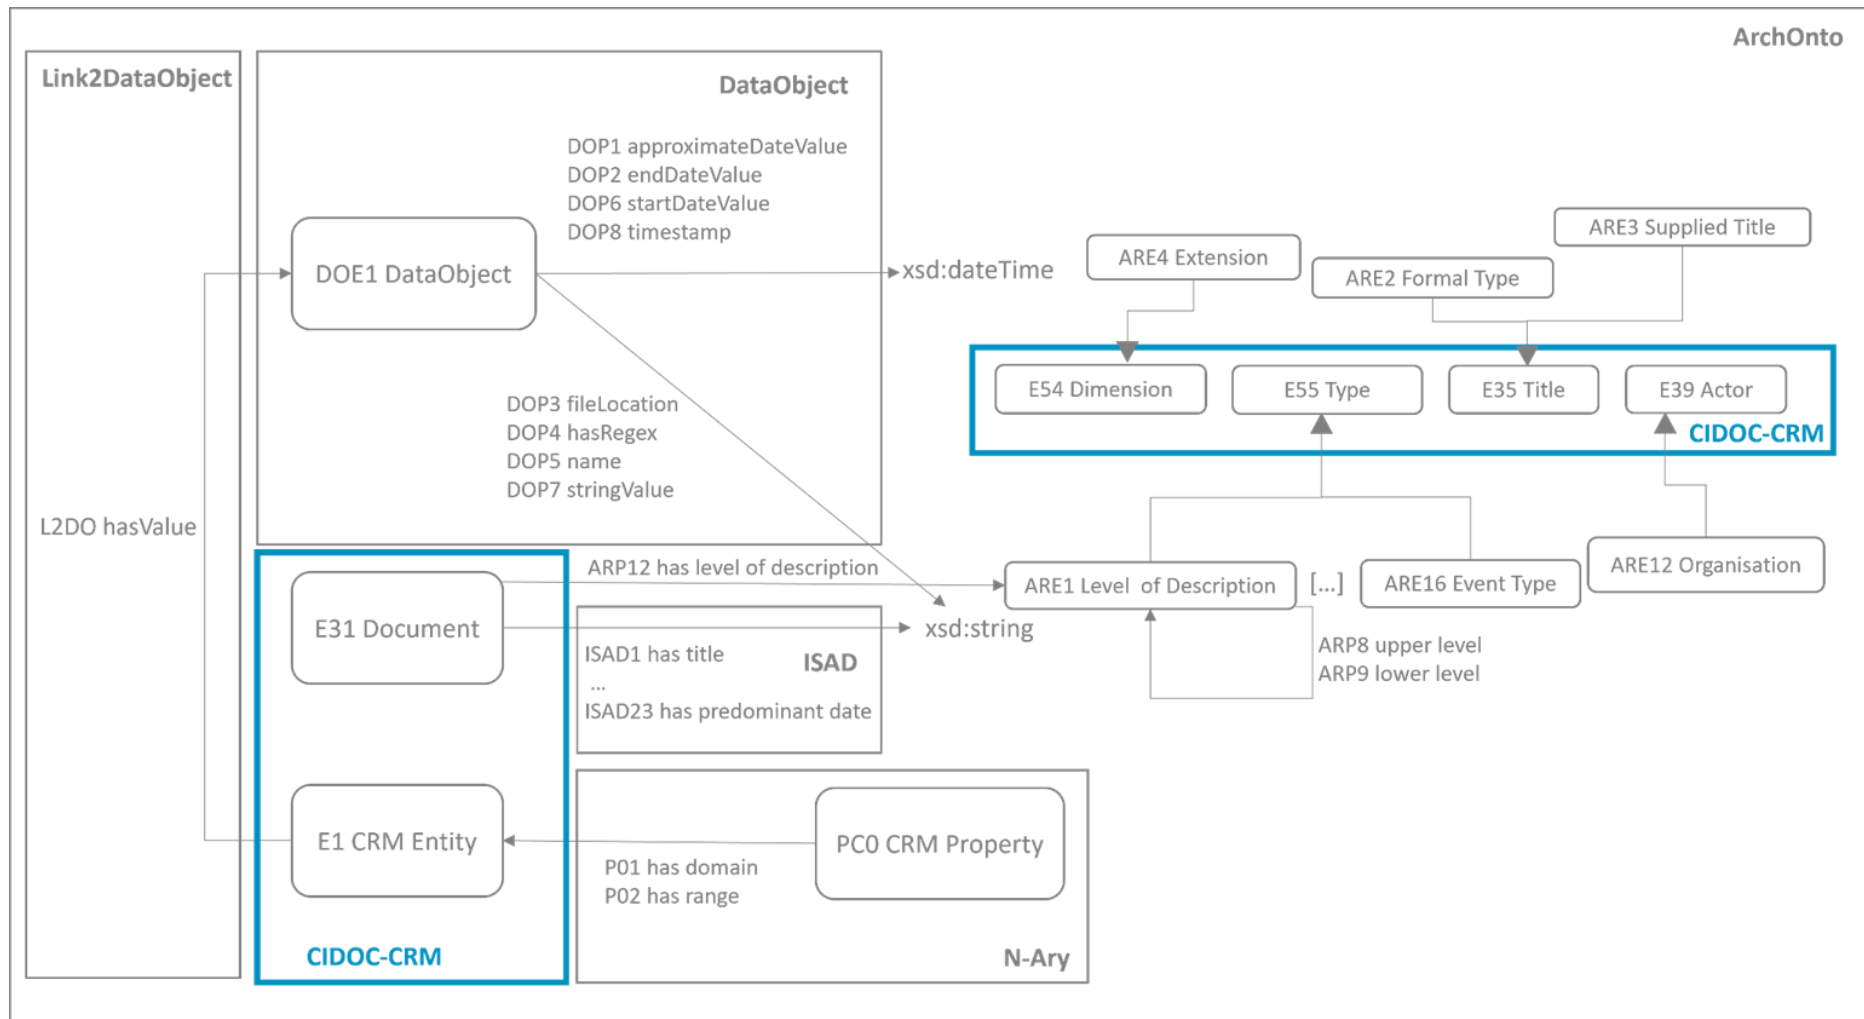 ArchOnto
Link2DataObject
DataObject
DOP1 approximateDateValue
DOP2 endDateValue
DOP6 startDateValue
DOP8 timestamp
DOE1 DataObject
xsd:dateTime
ARE3 Supplied Title
ARE4 Extension
ARE2 Formal Type
E54 Dimension
E55 Type
E35 Title
E39 Actor
CIDOC-CRM
DOP3 fileLocation
DOP4 hasRegex
DOP5 name
DOP7 stringValue
L2DO hasValue
ARP12 has level of description
ARE1 Level of Description
[...]
ARE16 Event Type
ARE12 Organisation
E31 Document
xsd:string
ISAD1 has title
...
ISAD23 has predominant date
ISAD
ARP8 upper level
ARP9 lower level
E1 CRM Entity
P01 has domain
P02 has range
PC0 CRM Property
CIDOC-CRM
N-Ary